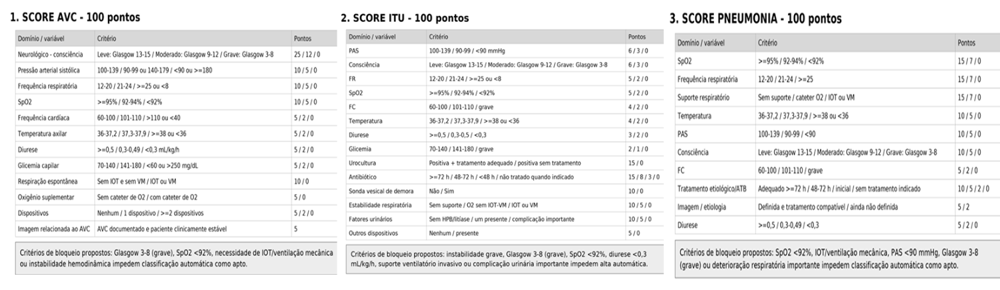 1. SCORE AVC - 100 pontos
Domínio / variável Critério Pontos
Neurológico - consciência Leve: Glasgow 13-15 / Moderado: Glasgow 9-12 / Grave: Glasgow 3-8 25 / 12 / 0
Pressão arterial sistólica 100-139 / 90-99 ou 140-179 / <90 ou >=180 10 / 5 / 0
Frequência respiratória 12-20 / 21-24 / >=25 ou <8 10 / 5 / 0
SpO2 >=95% / 92-94% / <92% 10 / 5 / 0
Frequência cardíaca 60-100 / 101-110 / >110 ou <40 5 / 2 / 0
Temperatura axilar 36-37,2 / 37,3-37,9 / >=38 ou <36 5 / 2 / 0
Diurese >=0,5 / 0,3-0,49 / <0,3 mL/kg/h 5 / 2 / 0
Glicemia capilar 70-140 / 141-180 / <60 ou >250 mg/dL 5 / 2 / 0
Respiração espontânea Sem IOT e sem VM / IOT ou VM 10 / 0
Oxigênio suplementar Sem cateter de O2 / com cateter de O2 5 / 0
Dispositivos Nenhum / 1 dispositivo / >=2 dispositivos 5 / 2 / 0
Imagem relacionada ao AVC AVC documentado e paciente clinicamente estável 5
Critérios de bloqueio propostos: Glasgow 3-8 (grave), SpO2 <92%, necessidade de IOT/ventilação mecânica
ou instabilidade hemodinâmica impedem classificação automática como apto.
2. SCORE ITU - 100 pontos
Domínio / variável Critério Pontos
PAS 100-139 / 90-99 / <90 mmHg 6 / 3 / 0
Consciência Leve: Glasgow 13-15 / Moderado: Glasgow 9-12 / Grave: Glasgow 3-8 6 / 3 / 0
FR 12-20 / 21-24 / >=25 ou <8 5 / 2 / 0
SpO2 >=95% / 92-94% / <92% 5 / 2 / 0
FC 60-100 / 101-110 / grave 4 / 2 / 0
Temperatura 36-37,2 / 37,3-37,9 / >=38 ou <36 4 / 2 / 0
Diurese >=0,5 / 0,3-0,5 / <0,3 3 / 2 / 0
Glicemia 70-140 / 141-180 / grave 2 / 1 / 0
Urocultura Positiva + tratamento adequado / positiva sem tratamento 15 / 0
Antibiótico >=72 h / 48-72 h / <48 h / não tratado quando indicado 15 / 8 / 3 / 0
Sonda vesical de demora Não / Sim 10 / 0
Estabilidade respiratória Sem suporte / O2 sem IOT-VM / IOT ou VM 10 / 5 / 0
Fatores urinários Sem HPB/litíase / um presente / complicação importante 10 / 5 / 0
Outros dispositivos Nenhum / presente 5 / 0
Critérios de bloqueio propostos: instabilidade grave, Glasgow 3-8 (grave), SpO2 <92%, diurese <0,3
mL/kg/h, suporte ventilatório invasivo ou complicação urinária importante impedem alta automática.
3. SCORE PNEUMONIA - 100 pontos
Domínio / variável Critério Pontos
SpO2 >=95% / 92-94% / <92% 15 / 7 / 0
Frequência respiratória 12-20 / 21-24 / >=25 15 / 7 / 0
Suporte respiratório Sem suporte / cateter O2 / IOT ou VM 15 / 7 / 0
Temperatura 36-37,2 / 37,3-37,9 / >=38 ou <36 10 / 5 / 0
PAS 100-139 / 90-99 / <90 10 / 5 / 0
Consciência Leve: Glasgow 13-15 / Moderado: Glasgow 9-12 / Grave: Glasgow 3-8 10 / 5 / 0
FC 60-100 / 101-110 / grave 5 / 2 / 0
Tratamento etiológico/ATB Adequado >=72 h / 48-72 h / inicial / sem tratamento indicado 10 / 5 / 2 / 0
Imagem / etiologia Definida e tratamento compatível / ainda não definida 5 / 2
Diurese >=0,5 / 0,3-0,49 / <0,3 5 / 2 / 0
Critérios de bloqueio propostos: SpO2 <92%, IOT/ventilação mecânica, PAS <90 mmHg, Glasgow 3-8
(grave) ou deterioração respiratória importante impedem classificação automática como apto.